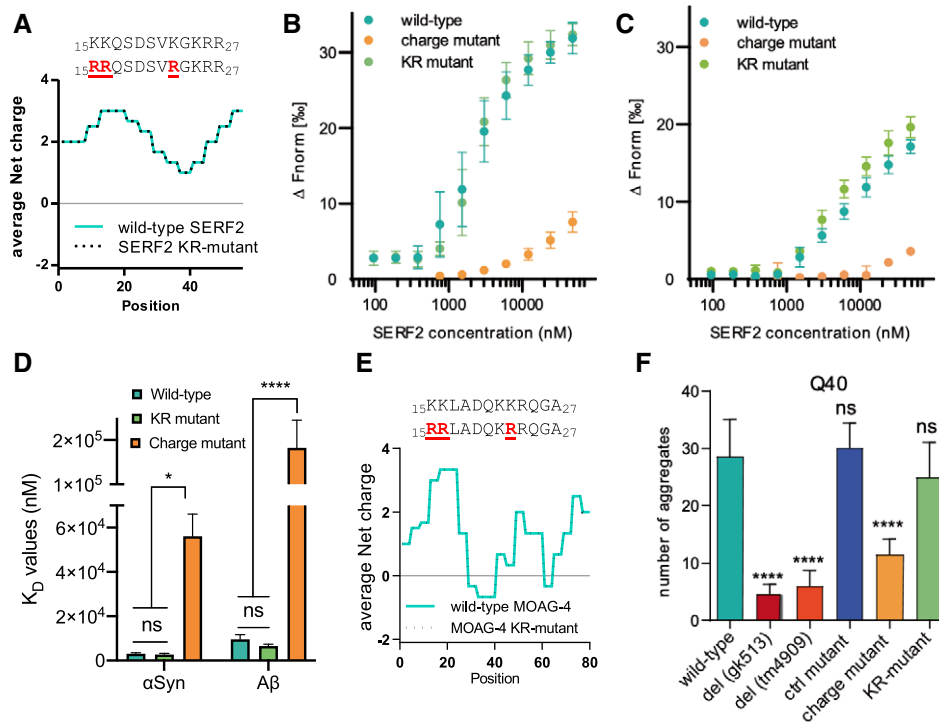 A
15KKQSDSVKGKRR27
15RRQSDSVRGKRR27
average Net charge
4
2
0
-2
0
20
40
Position
wild-type SERF2
SERF2 KR-mutant
B
wild-type
charge mutant
KR mutant
Δ Fnorm [‰]
30
20
10
0
100
1000
10000
SERF2 concentration (nM)
C
wild-type
charge mutant
KR mutant
Δ Fnorm [‰]
30
20
10
0
100
1000
10000
SERF2 concentration (nM)
D
Wild-type
KR mutant
Charge mutant
KD values (nM)
2×10⁵
1×10⁵
6×10⁴
4×10⁴
2×10⁴
0
*
****
ns
ns
αSyn
Aβ
E
15KKLADQKKRQGA27
15RRLADQKRRQGA27
average Net charge
4
2
0
-2
0
20
40
60
80
Position
wild-type MOAG-4
MOAG-4 KR-mutant
F
Q40
number of aggregates
40
30
20
10
0
****
****
ns
****
ns
wild-type
del (gk513)
del (tm4909)
ctrl mutant
charge mutant
KR-mutant